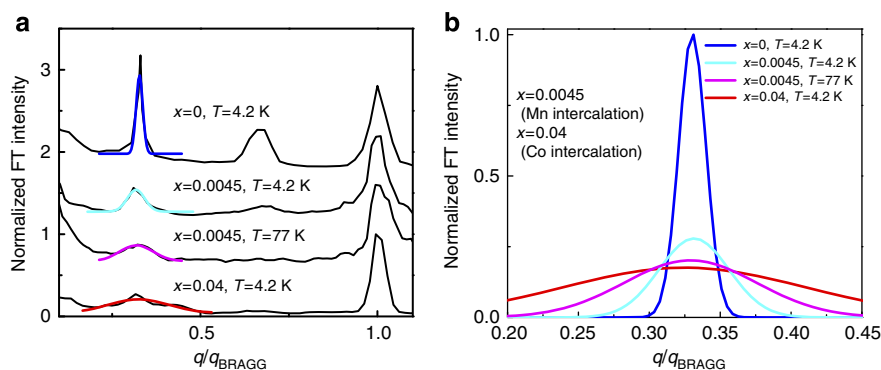 a
Normalized FT intensity
3
2
1
0
x=0, T=4.2 K
x=0.0045, T=4.2 K
x=0.0045, T=77 K
x=0.04, T=4.2 K
0.5
1.0
q/qBRAGG
b
Normalized FT intensity
1.0
0.5
0.0
x=0, T=4.2 K
x=0.0045, T=4.2 K
x=0.0045, T=77 K
x=0.04, T=4.2 K
x=0.0045
(Mn intercalation)
x=0.04
(Co intercalation)
0.20
0.25
0.30
0.35
0.40
0.45
q/qBRAGG